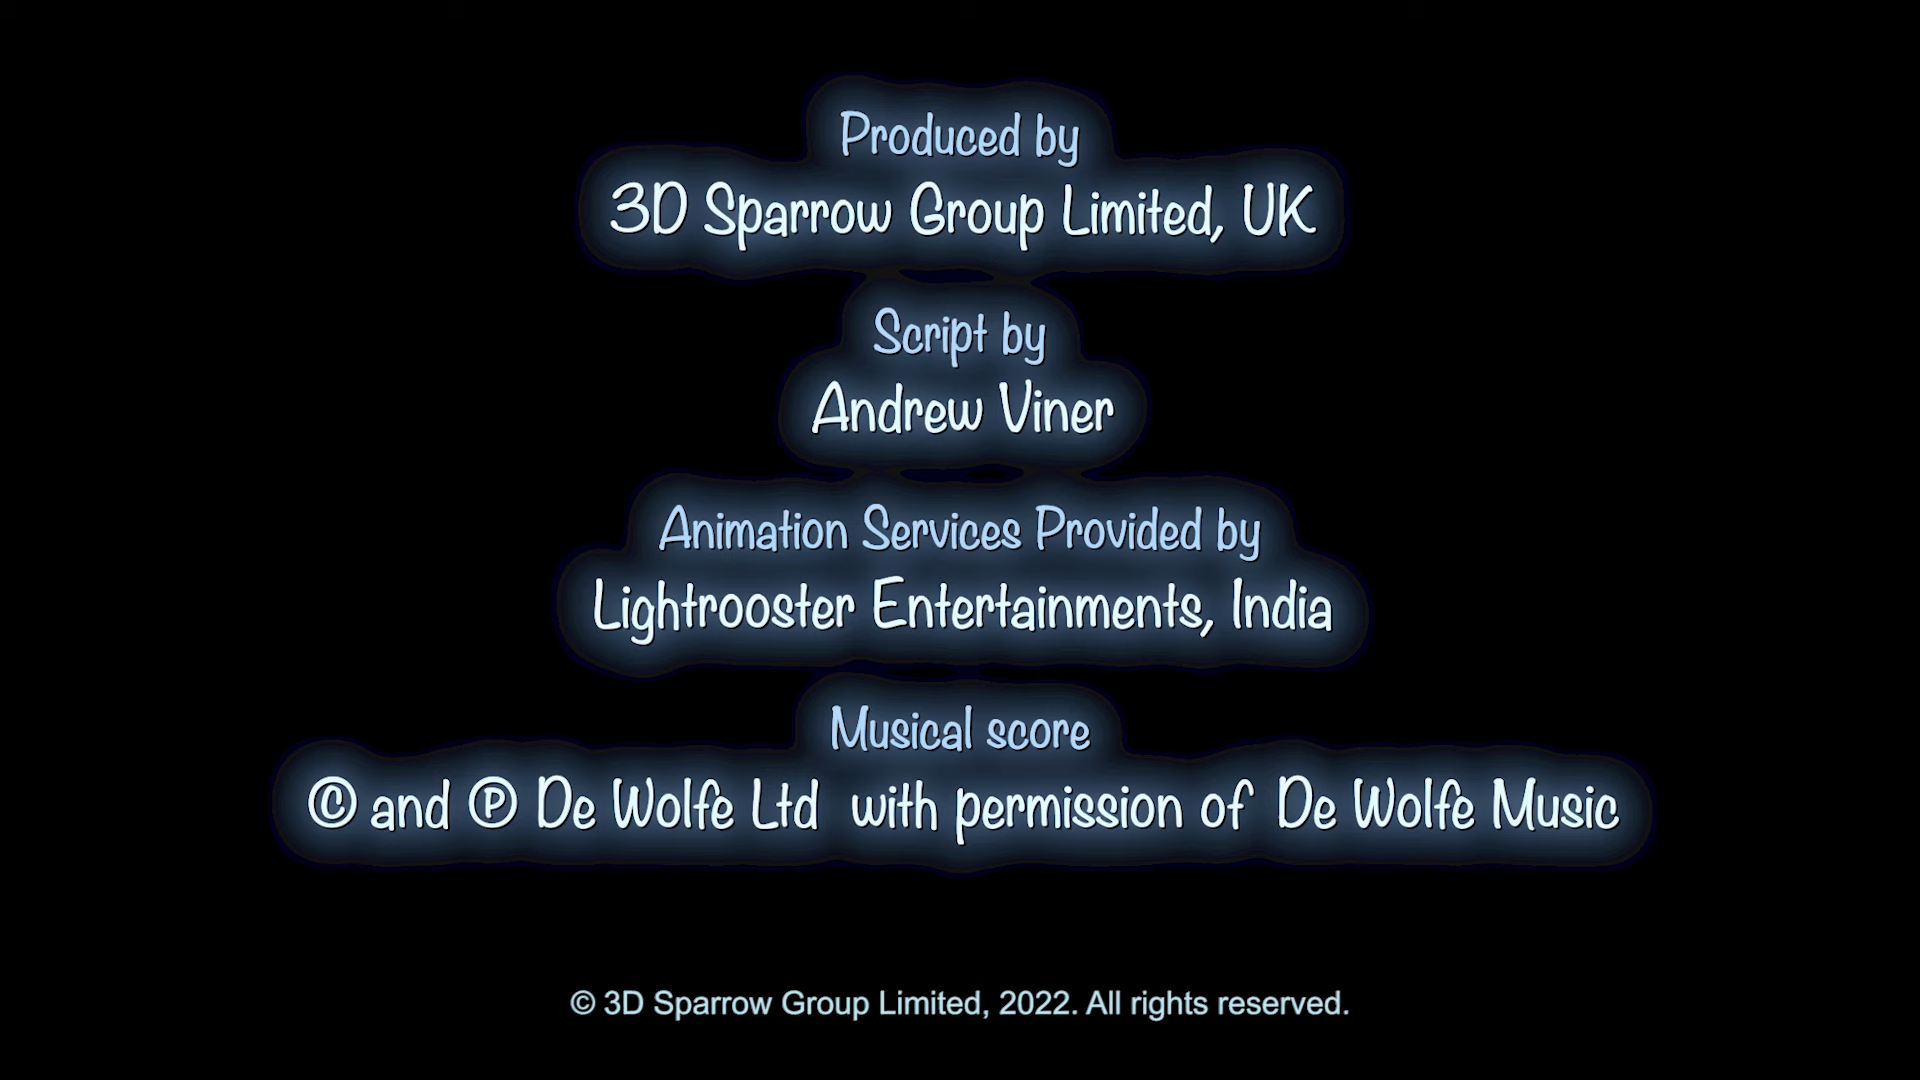 Produced by
3D Sparrow Group Limited, UK
Script by
Andrew Viner
Animation Services Provided by
Lightrooster Entertainments, India
Musical score
© and ℗ De Wolfe Ltd with permission of De Wolfe Music
© 3D Sparrow Group Limited, 2022. All rights reserved.